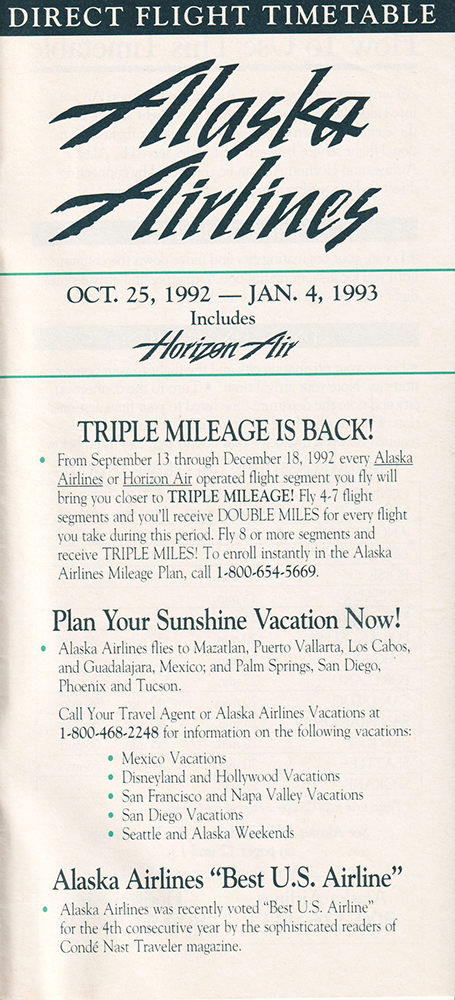 DIRECT FLIGHT TIMETABLE
Alaska
Airlines
OCT. 25, 1992 — JAN. 4, 1993
Includes
Horizon Air
TRIPLE MILEAGE IS BACK!
• From September 13 through December 18, 1992 every Alaska
Airlines or Horizon Air operated flight segment you fly will
bring you closer to TRIPLE MILEAGE! Fly 4-7 flight
segments and you'll receive DOUBLE MILES for every flight
you take during this period. Fly 8 or more segments and
receive TRIPLE MILES! To enroll instantly in the Alaska
Airlines Mileage Plan, call 1-800-654-5669.
Plan Your Sunshine Vacation Now!
• Alaska Airlines flies to Mazatlan, Puerto Vallarta, Los Cabos,
and Guadalajara, Mexico; and Palm Springs, San Diego,
Phoenix and Tucson.
Call Your Travel Agent or Alaska Airlines Vacations at
1-800-468-2248 for information on the following vacations:
• Mexico Vacations
• Disneyland and Hollywood Vacations
• San Francisco and Napa Valley Vacations
• San Diego Vacations
• Seattle and Alaska Weekends
Alaska Airlines “Best U.S. Airline”
• Alaska Airlines was recently voted “Best U.S. Airline”
for the 4th consecutive year by the sophisticated readers of
Condé Nast Traveler magazine.